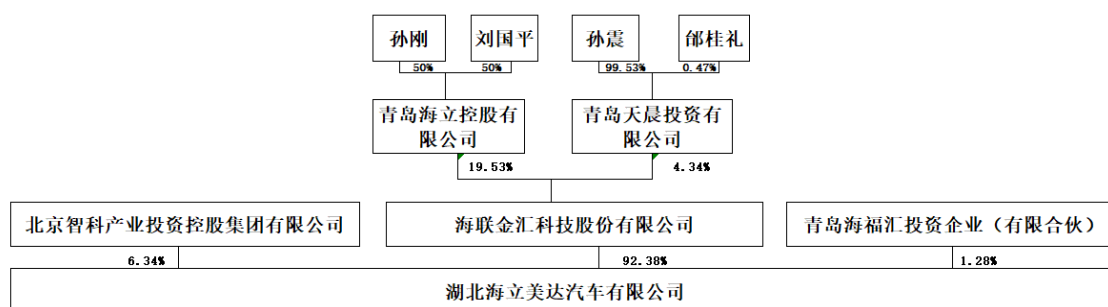 孙刚
刘国平
孙震
邰桂礼
50%
50%
99.53%
0.47%
青岛海立控股有
限公司
青岛天晨投资有
限公司
19.53%
4.34%
北京智科产业投资控股集团有限公司
海联金汇科技股份有限公司
青岛海福汇投资企业（有限合伙）
6.34%
92.38%
1.28%
湖北海立美达汽车有限公司